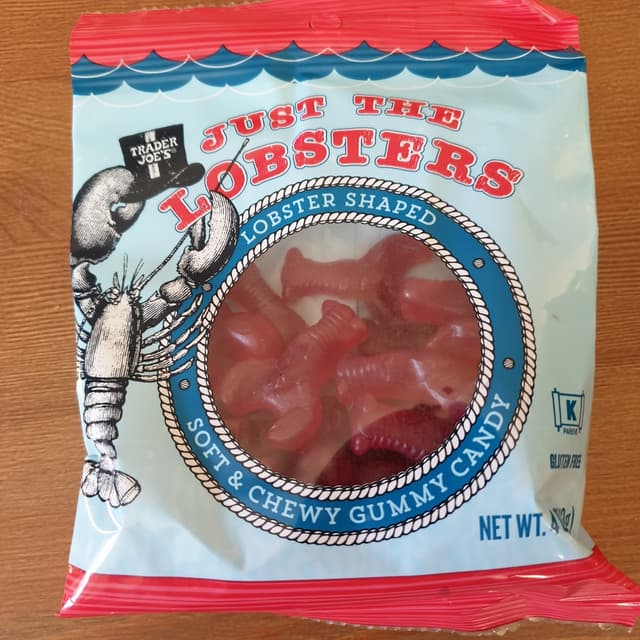 JUST THE
LOBSTERS
TRADER
JOE'S®
LOBSTER SHAPED
SOFT & CHEWY GUMMY CANDY
K
PAREVE
GLUTEN FREE
NET WT.